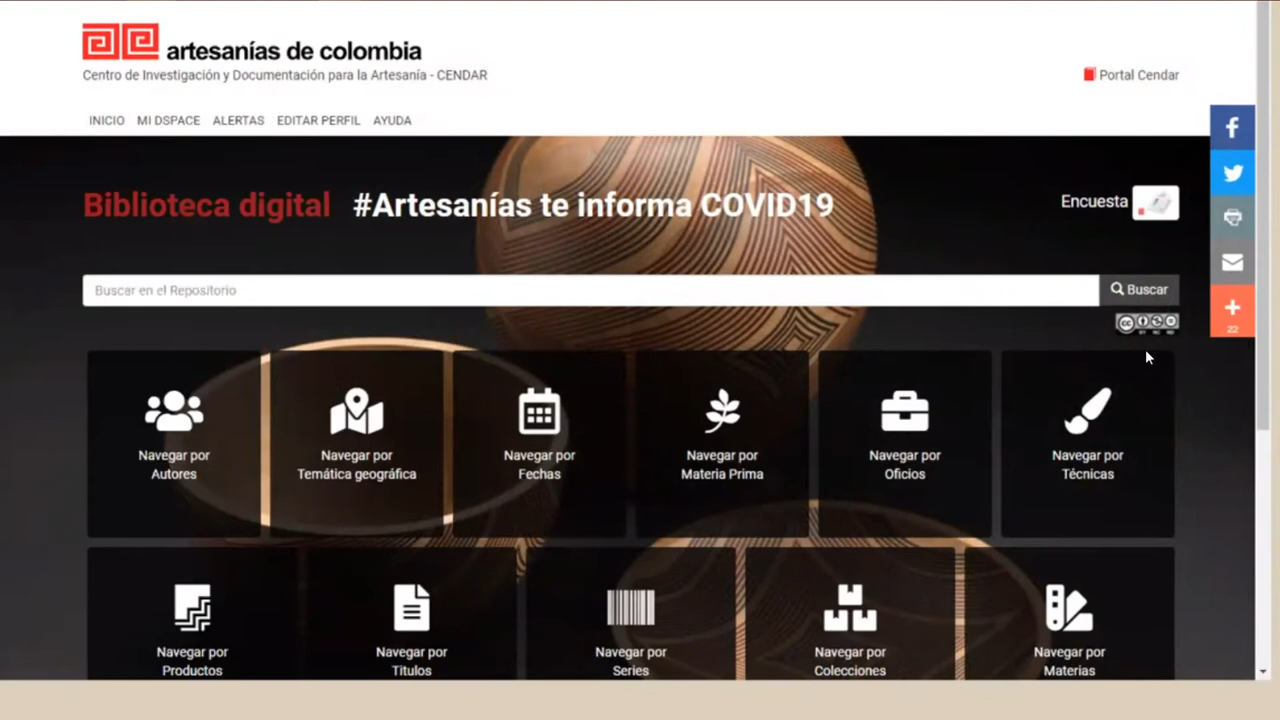 artesanías de colombia
Centro de Investigación y Documentación para la Artesanía - CENDAR
Portal Cendar
INICIO MI DSPACE ALERTAS EDITAR PERFIL AYUDA
Biblioteca digital #Artesanías te informa COVID19
Encuesta
Buscar en el Repositorio
Buscar
22
Navegar por
Autores
Navegar por
Temática geográfica
Navegar por
Fechas
Navegar por
Materia Prima
Navegar por
Oficios
Navegar por
Técnicas
Navegar por
Productos
Navegar por
Titulos
Navegar por
Series
Navegar por
Colecciones
Navegar por
Materias